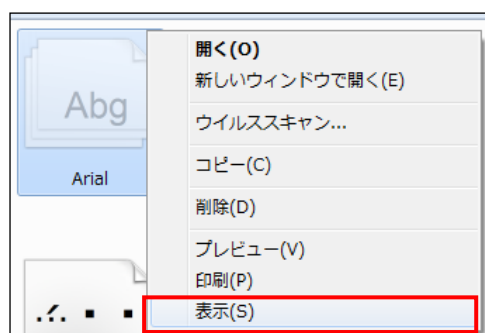 Abg
Arial
開く(O)
新しいウィンドウで開く(E)
ウイルススキャン...
コピー(C)
削除(D)
プレビュー(V)
印刷(P)
表示(S)